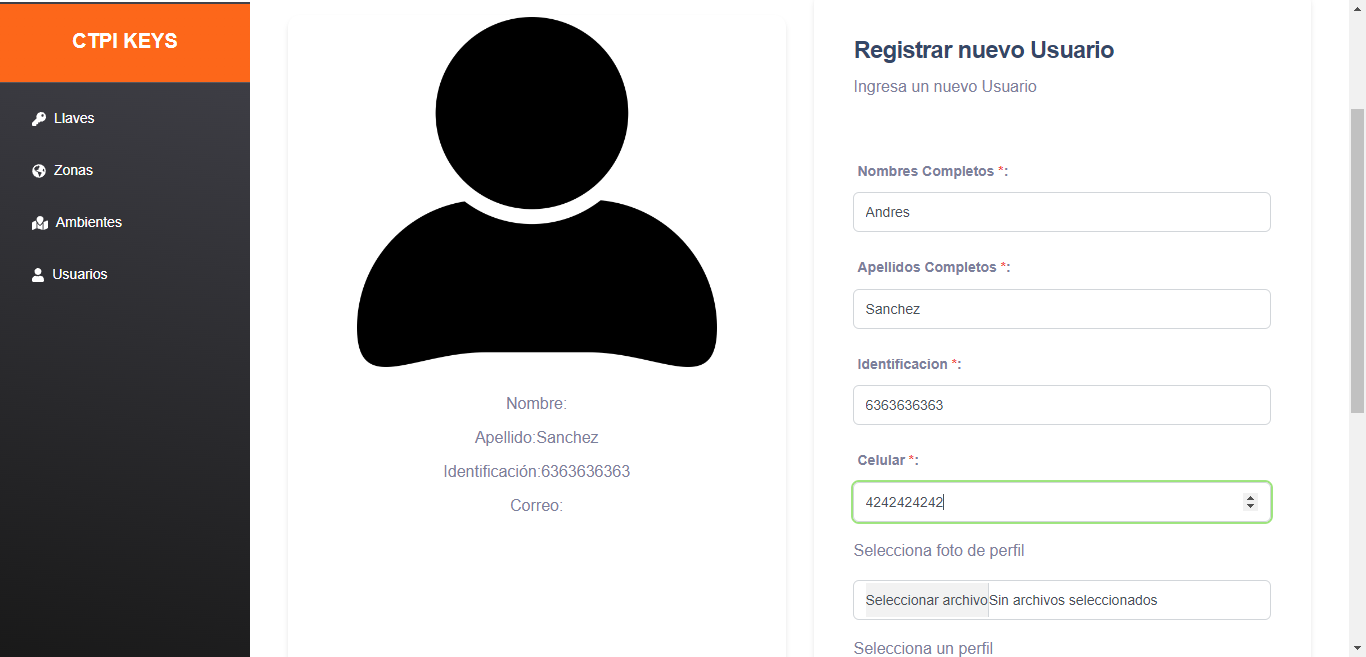 CTPI KEYS
Llaves
Zonas
Ambientes
Usuarios
Nombre:
Apellido:Sanchez
Identificación:6363636363
Correo:
Registrar nuevo Usuario
Ingresa un nuevo Usuario
Nombres Completos *:
Andres
Apellidos Completos *:
Sanchez
Identificacion *:
6363636363
Celular *:
4242424242
Selecciona foto de perfil
Seleccionar archivo Sin archivos seleccionados
Selecciona un perfil